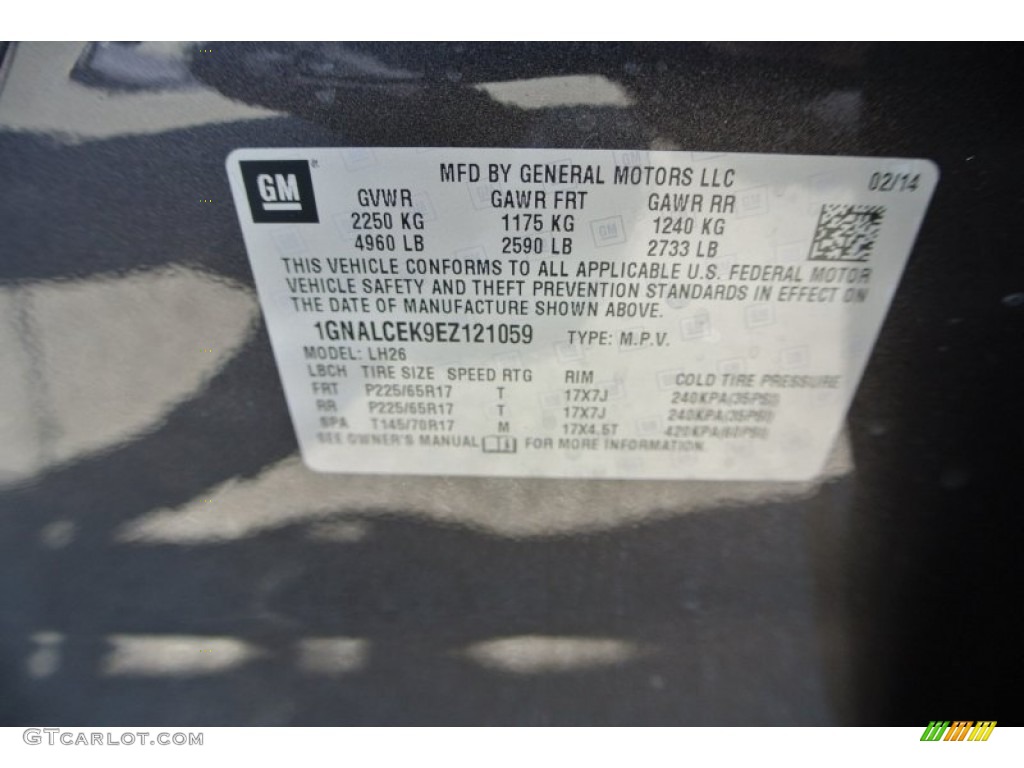 GM
MFD BY GENERAL MOTORS LLC
02/14
GVWR GAWR FRT GAWR RR
2250 KG 1175 KG 1240 KG
4960 LB 2590 LB 2733 LB
THIS VEHICLE CONFORMS TO ALL APPLICABLE U.S. FEDERAL MOTOR
VEHICLE SAFETY AND THEFT PREVENTION STANDARDS IN EFFECT ON
THE DATE OF MANUFACTURE SHOWN ABOVE.
1GNALCEK9EZ121059 TYPE: M.P.V.
MODEL: LH26
LBCH TIRE SIZE SPEED RTG RIM COLD TIRE PRESSURE
FRT P225/65R17 T 17X7J 240KPA(35PSI)
RR P225/65R17 T 17X7J 240KPA(35PSI)
SPA T145/70R17 M 17X4.5T 420KPA(60PSI)
SEE OWNER'S MANUAL FOR MORE INFORMATION.
GTCarLot.com